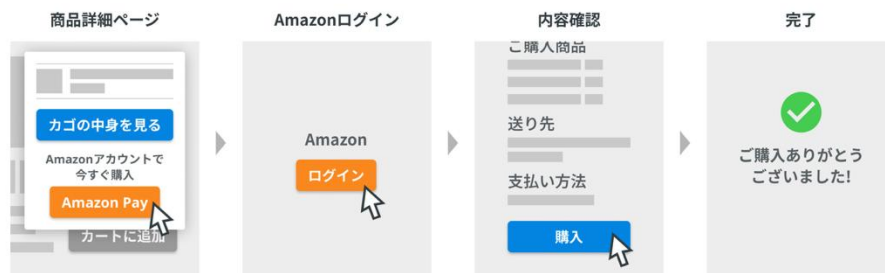 商品詳細ページ
カゴの中身を見る
Amazonアカウントで
今すぐ購入
Amazon Pay
カートに追加
Amazonログイン
Amazon
ログイン
内容確認
ご購入商品
送り先
支払い方法
購入
完了
ご購入ありがとう
ございました!